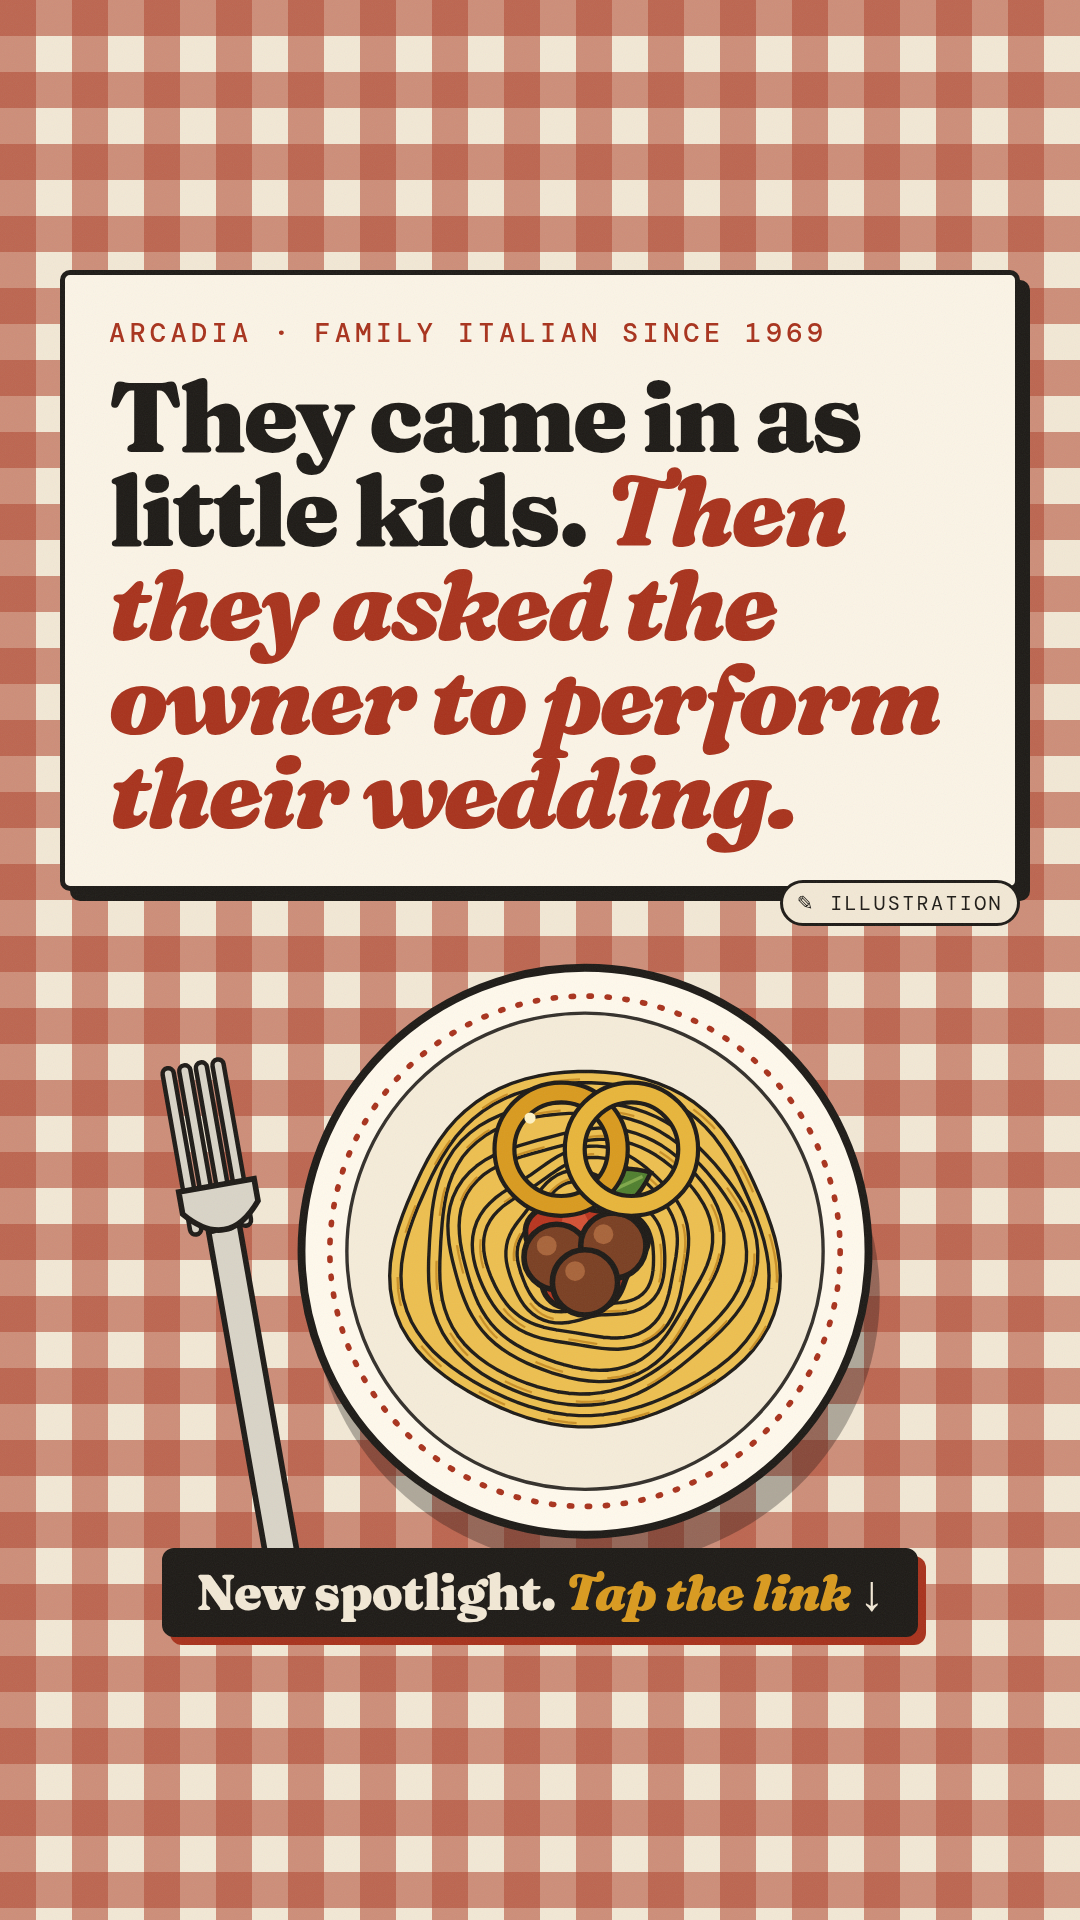 ARCADIA · FAMILY ITALIAN SINCE 1969
They came in as
little kids. Then
they asked the
owner to perform
their wedding.
✎ ILLUSTRATION
New spotlight. Tap the link ↓